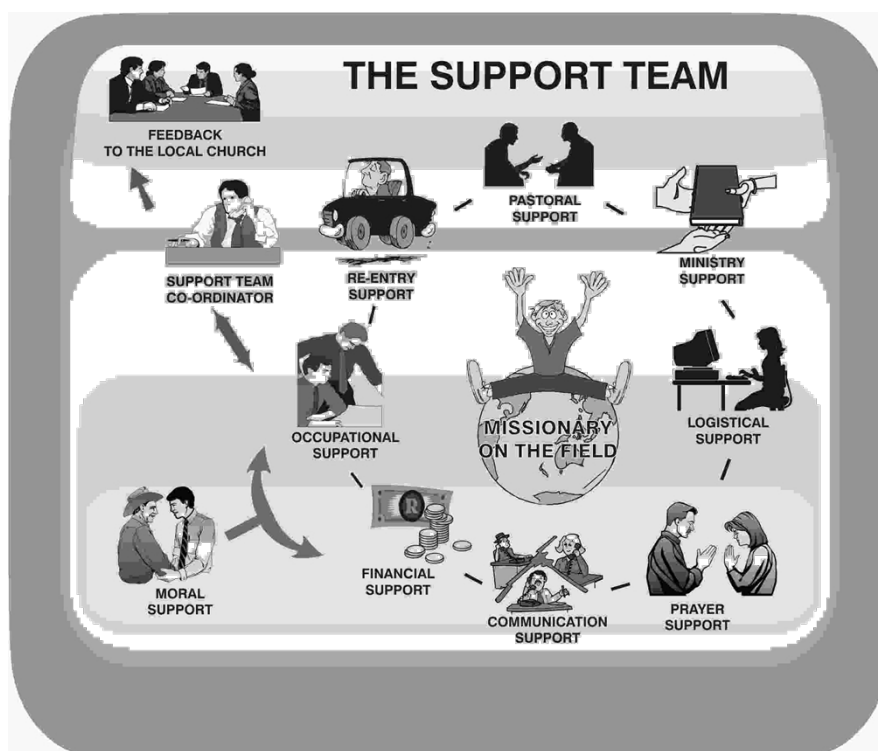 THE SUPPORT TEAM
FEEDBACK
TO THE LOCAL CHURCH
PASTORAL
SUPPORT
SUPPORT TEAM
CO-ORDINATOR
RE-ENTRY
SUPPORT
MINISTRY
SUPPORT
OCCUPATIONAL
SUPPORT
MISSIONARY
ON THE FIELD
LOGISTICAL
SUPPORT
MORAL
SUPPORT
R
FINANCIAL
SUPPORT
COMMUNICATION
SUPPORT
PRAYER
SUPPORT